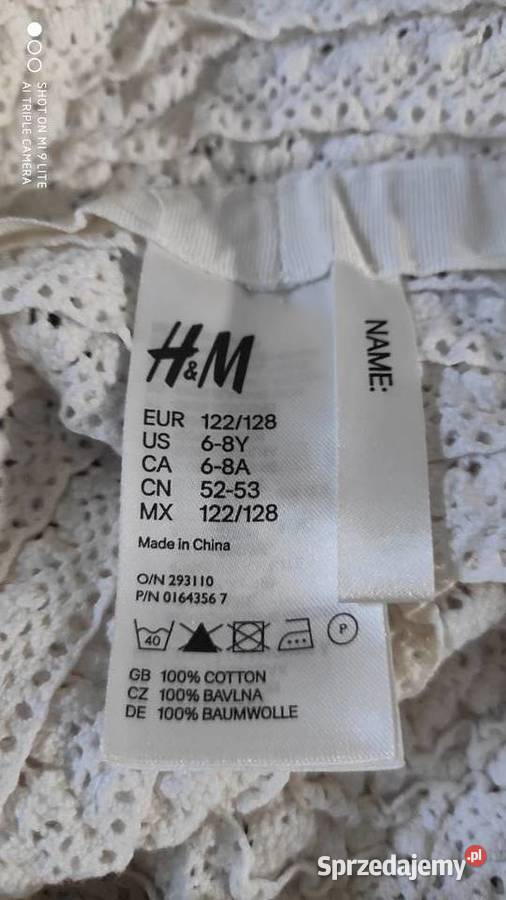 SHOT ON MI 9 LITE
AI TRIPLE CAMERA
H&M
NAME:
EUR 122/128
US 6-8Y
CA 6-8A
CN 52-53
MX 122/128
Made in China
O/N 293110
P/N 0164356 7
40
P
GB 100% COTTON
CZ 100% BAVLNA
DE 100% BAUMWOLLE
Sprzedajemy.pl